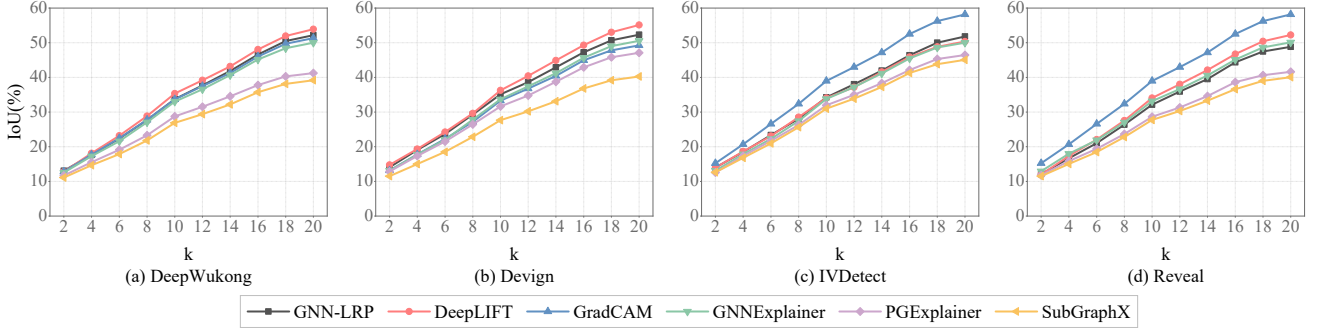 IoU(%)
60
50
40
30
20
10
0
2 4 6 8 10 12 14 16 18 20
k
(a) DeepWukong
60
50
40
30
20
10
0
2 4 6 8 10 12 14 16 18 20
k
(b) Devign
60
50
40
30
20
10
0
2 4 6 8 10 12 14 16 18 20
k
(c) IVDetect
60
50
40
30
20
10
0
2 4 6 8 10 12 14 16 18 20
k
(d) Reveal
GNN-LRP DeepLIFT GradCAM GNNExplainer PGExplainer SubGraphX